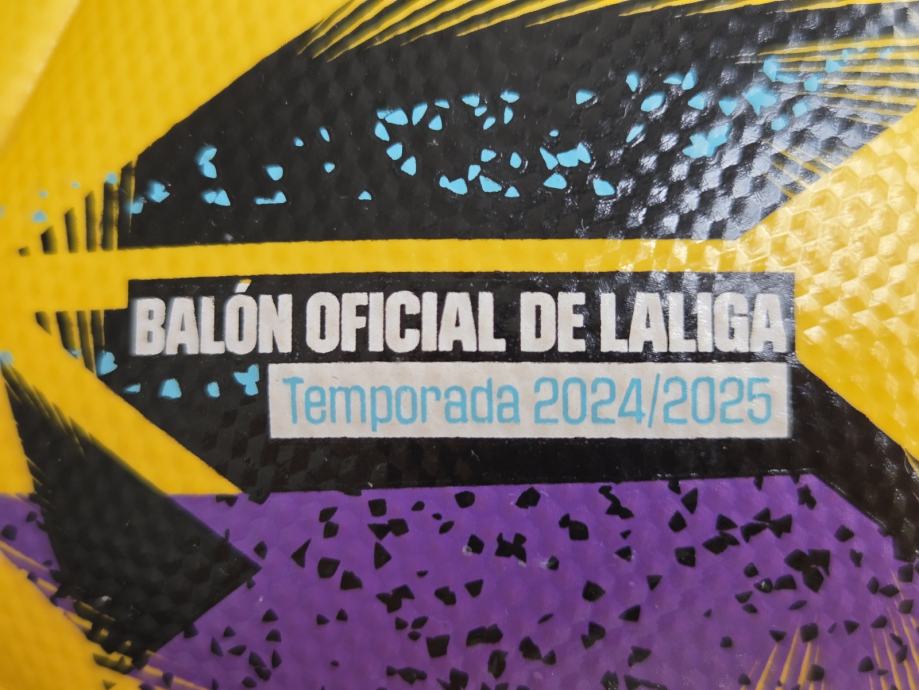 BALÓN OFICIAL DE LALIGA
Temporada 2024/2025